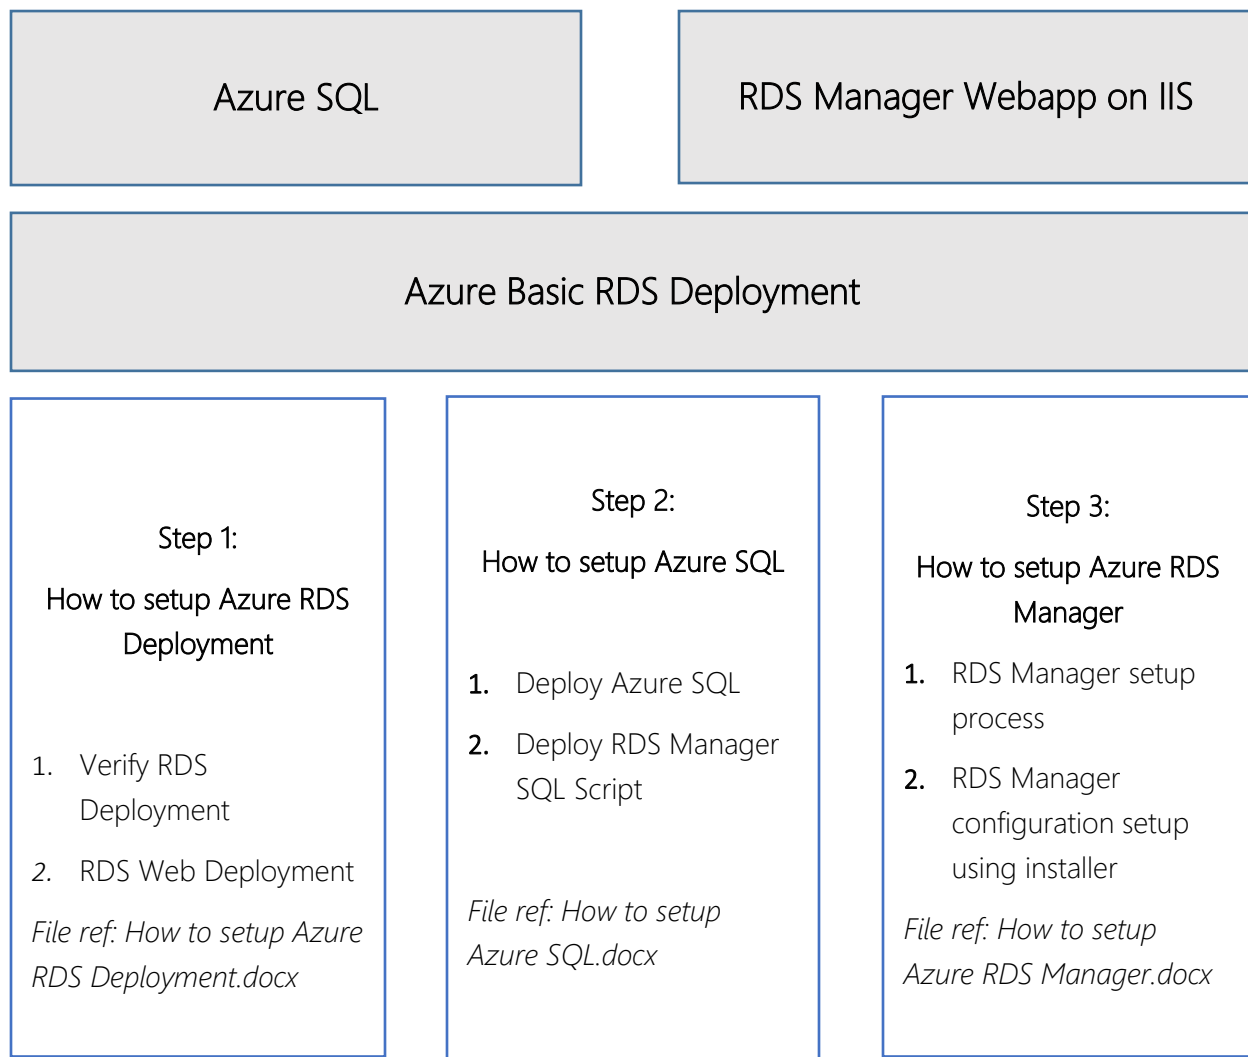 Azure SQL
RDS Manager Webapp on IIS
Azure Basic RDS Deployment
Step 1:
How to setup Azure RDS
Deployment
1. Verify RDS
Deployment
2. RDS Web Deployment
File ref: How to setup Azure
RDS Deployment.docx
Step 2:
How to setup Azure SQL
1. Deploy Azure SQL
2. Deploy RDS Manager
SQL Script
File ref: How to setup
Azure SQL.docx
Step 3:
How to setup Azure RDS
Manager
1. RDS Manager setup
process
2. RDS Manager
configuration setup
using installer
File ref: How to setup
Azure RDS Manager.docx